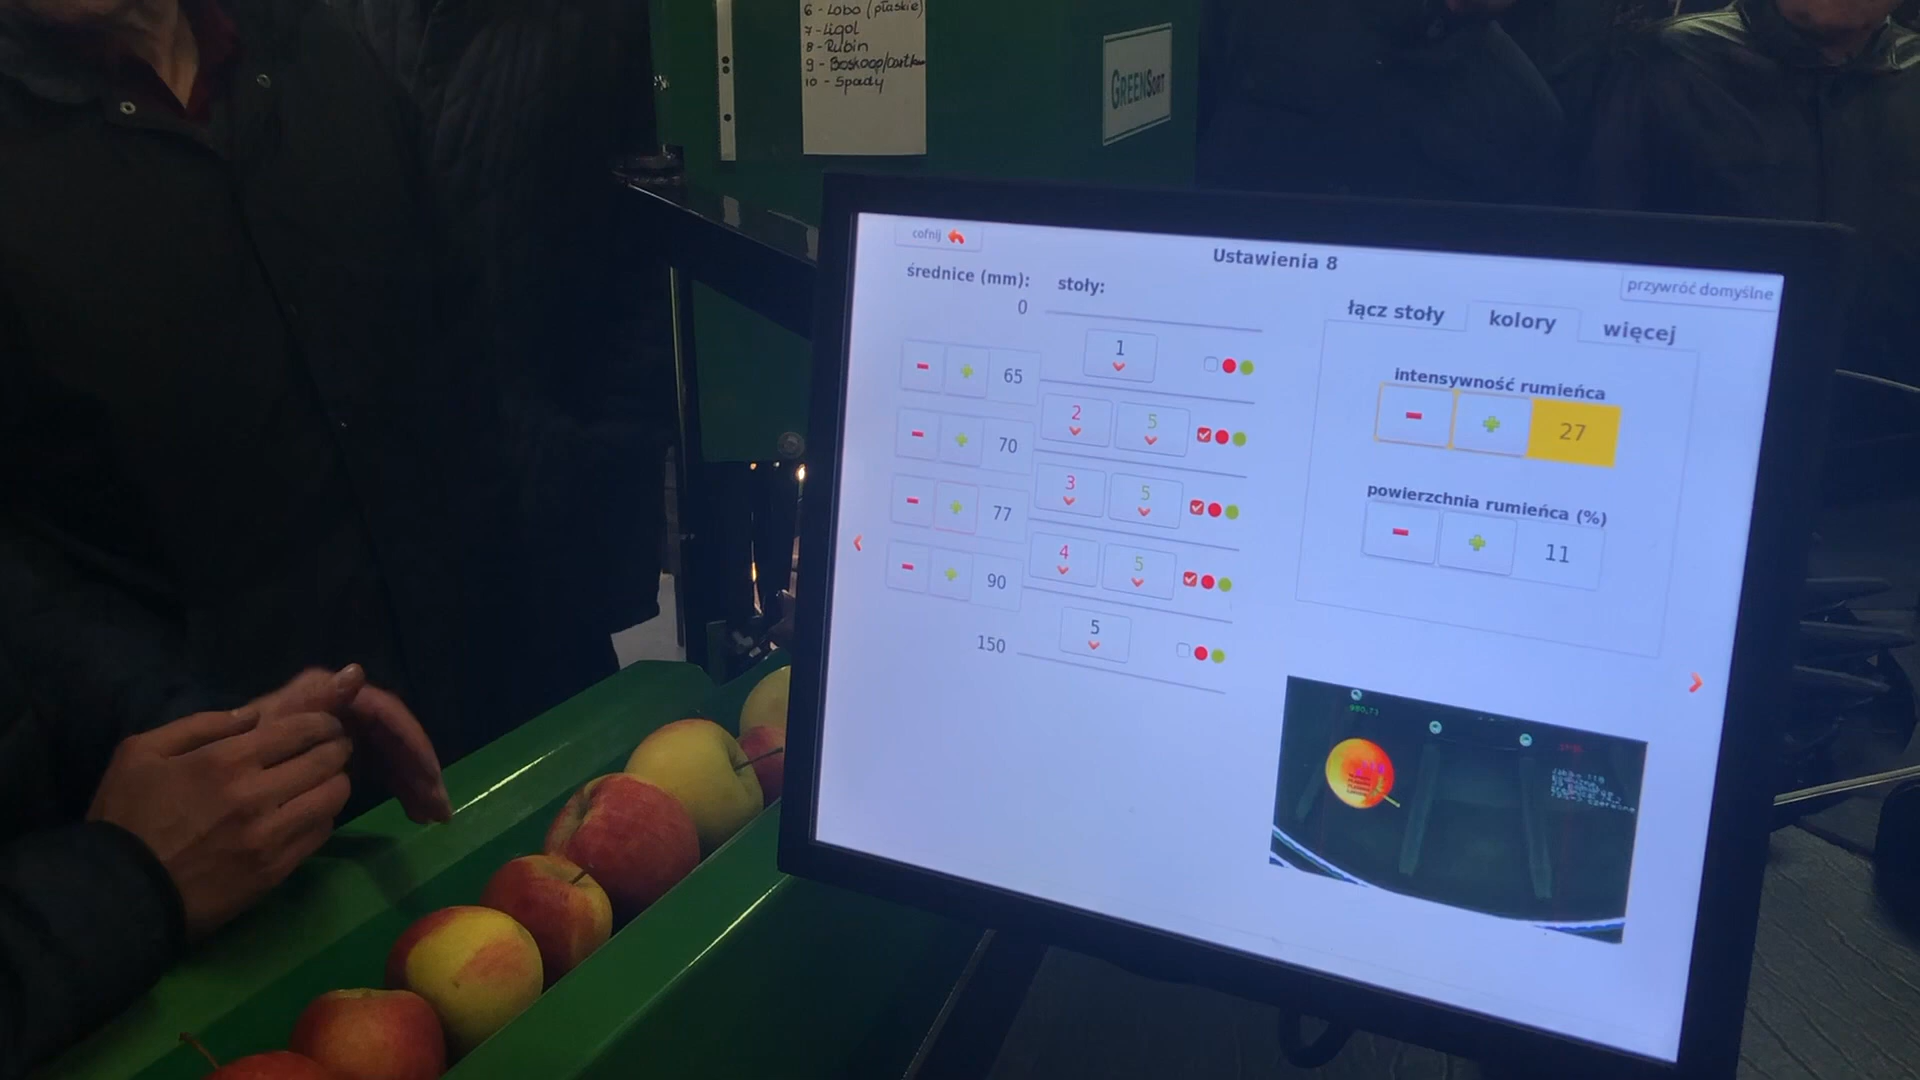 6 - Lobo (płaskie)
7 - Ligol
8 - Rubin
9 - Boskoop/
10 - Spady
GREENSORT
cofnij
Ustawienia 8
przywróć domyślne
średnice (mm):
stoły:
łącz stoły
kolory
więcej
0
1
65
2
5
70
3
5
77
4
5
90
5
150
intensywność rumieńca
27
powierzchnia rumieńca (%)
11